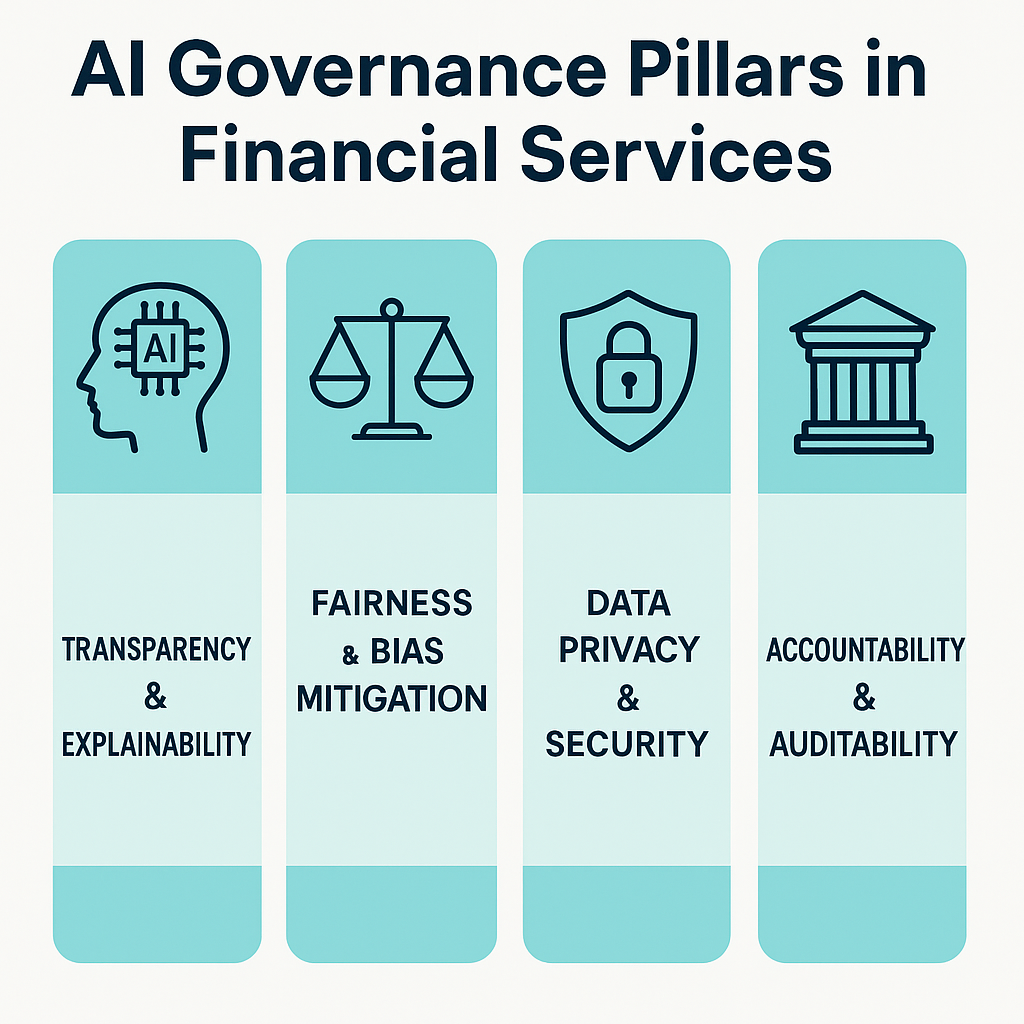 AI Governance Pillars in
Financial Services
AI
TRANSPARENCY
&
EXPLAINABILITY
FAIRNESS
& BIAS
MITIGATION
DATA
PRIVACY
&
SECURITY
ACCOUNTABILITY
&
AUDITABILITY